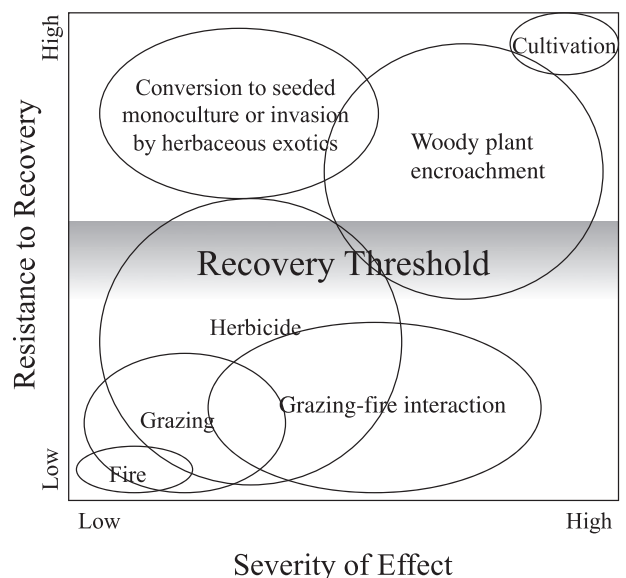 High
Cultivation
Conversion to seeded
monoculture or invasion
by herbaceous exotics
Woody plant
encroachment
Resistance to Recovery
Recovery Threshold
Herbicide
Grazing-fire interaction
Grazing
Fire
Low
Low
High
Severity of Effect